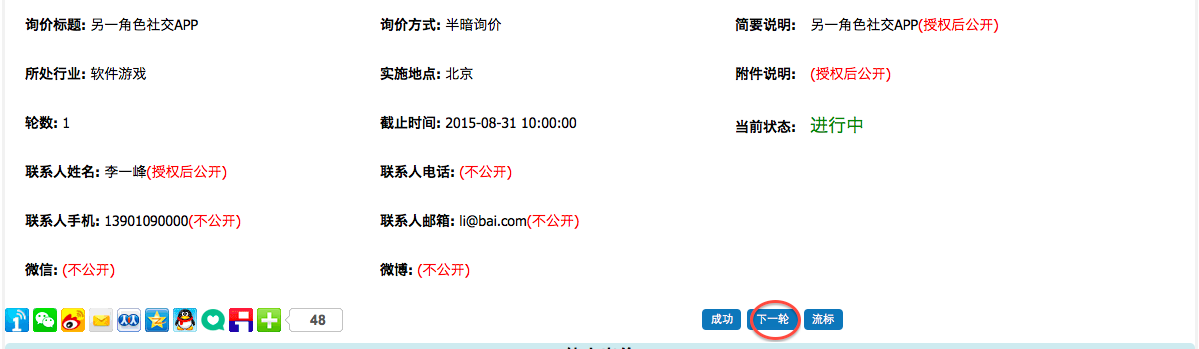 询价标题: 另一角色社交APP 询价方式: 半暗询价 简要说明: 另一角色社交APP(授权后公开)
所处行业: 软件游戏 实施地点: 北京 附件说明: (授权后公开)
轮数: 1 截止时间: 2015-08-31 10:00:00 当前状态: 进行中
联系人姓名: 李一峰(授权后公开) 联系人电话: (不公开)
联系人手机: 13901090000(不公开) 联系人邮箱: li@bai.com(不公开)
微信: (不公开) 微博: (不公开)
48 成功 下一轮 流标